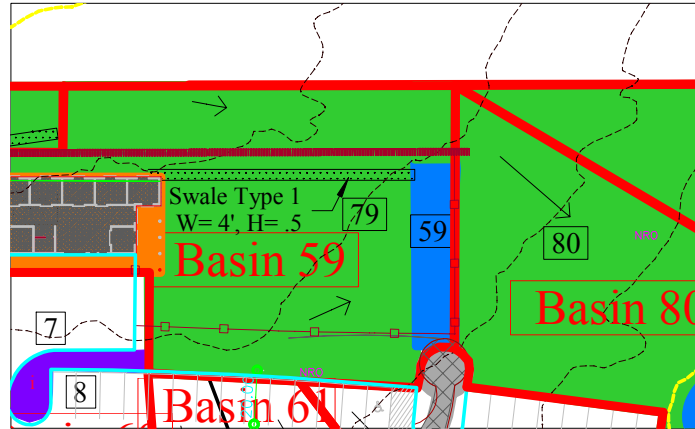 Swale Type 1
W= 4', H= .5
79
59
80
NRO
Basin 59
Basin 80
7
NRO
8
Basin 61